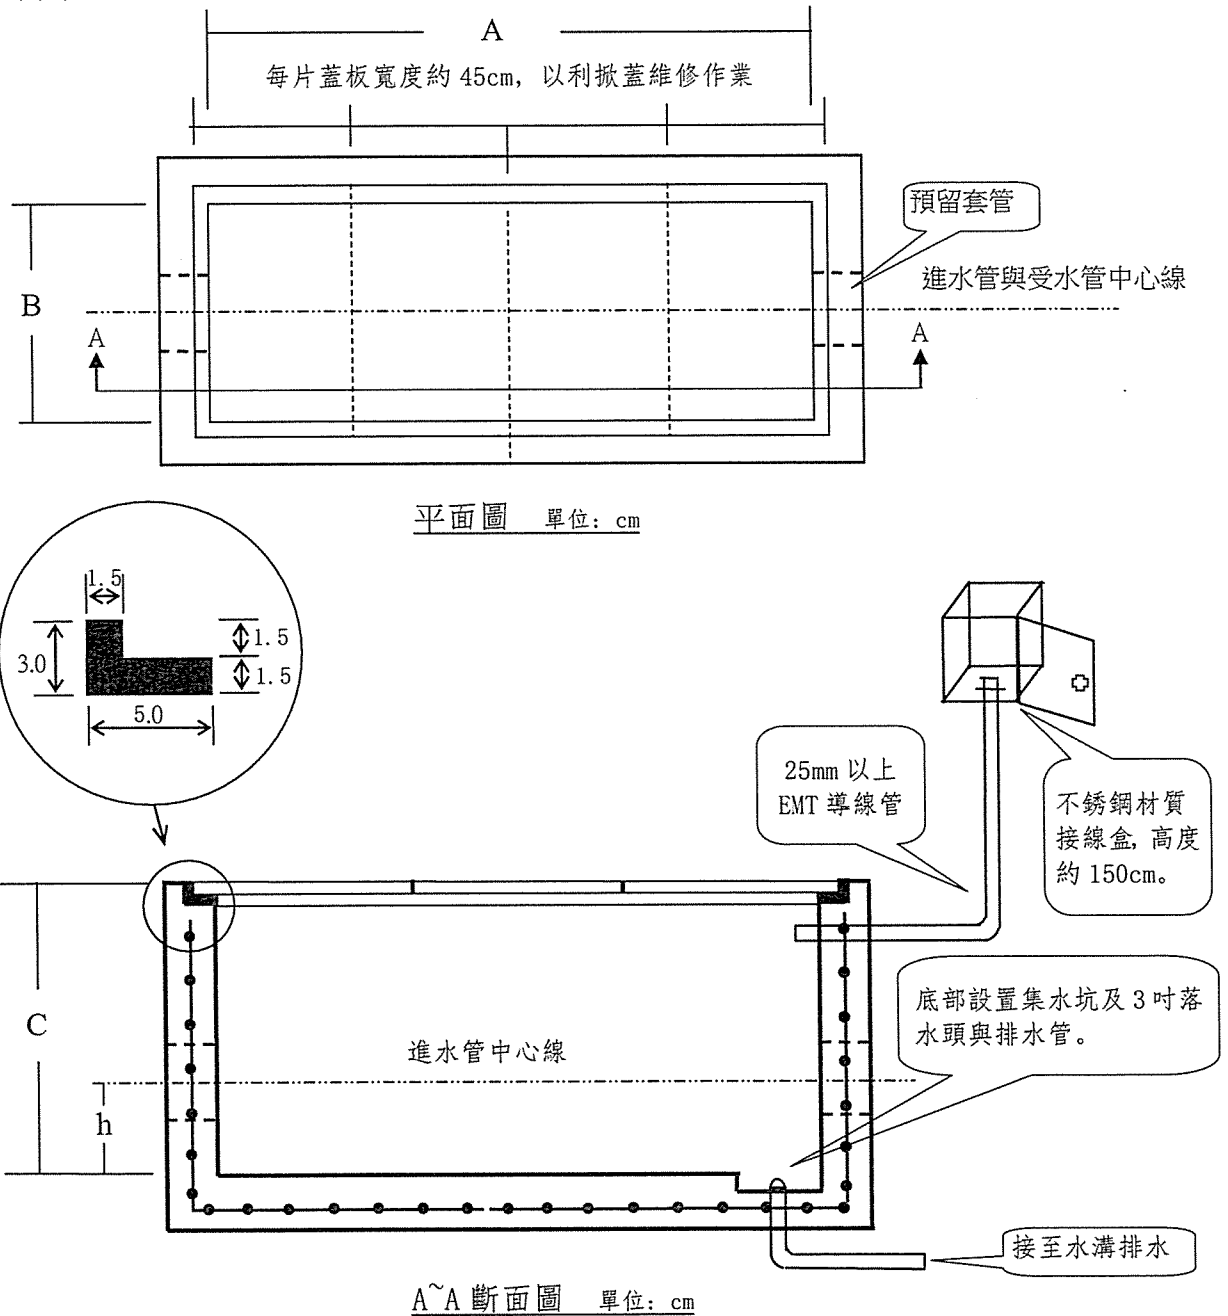 A
每片蓋板寬度約 45cm, 以利掀蓋維修作業
預留套管
進水管與受水管中心線
B
A
A
平面圖 單位: cm
1.5
3.0
1.5
1.5
5.0
25mm 以上
EMT 導線管
不銹鋼材質
接線盒, 高度
約 150cm。
C
底部設置集水坑及 3 吋落
水頭與排水管。
進水管中心線
h
接至水溝排水
A~A 斷面圖 單位: cm